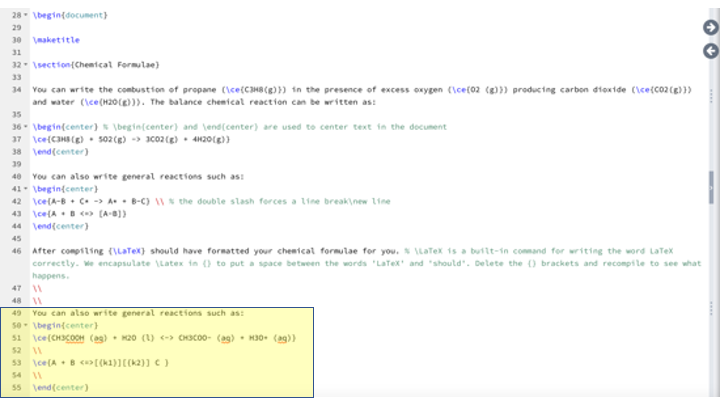 28 \begin{document}
29
30 \maketitle
31
32 \section{Chemical Formulae}
33
34 You can write the combustion of propane (\ce{C3H8(g)}) in the presence of excess oxygen (\ce{O2 (g)}) producing carbon dioxide (\ce{CO2(g)})
and water (\ce{H2O(g)}). The balance chemical reaction can be written as:
35
36 \begin{center} % \begin{center} and \end{center} are used to center text in the document
37 \ce{C3H8(g) + 5O2(g) -> 3CO2(g) + 4H2O(g)}
38 \end{center}
39
40 You can also write general reactions such as:
41 \begin{center}
42 \ce{A-B + C* -> A* + B-C} \\ % the double slash forces a line break\new line
43 \ce{A + B <=> [A-B]}
44 \end{center}
45
46 After compiling {\LaTeX} should have formatted your chemical formulae for you. % \LaTeX is a built-in command for writing the word LaTeX
correctly. We encapsulate \Latex in {} to put a space between the words 'LaTeX' and 'should'. Delete the {} brackets and recompile to see what
happens.
47 \\
48 \\
49 You can also write general reactions such as:
50 \begin{center}
51 \ce{CH3COOH (aq) + H2O (l) <-> CH3COO- (aq) + H3O+ (aq)}
52 \\
53 \ce{A + B <=>[{k1}][{k2}] C }
54 \\
55 \end{center}